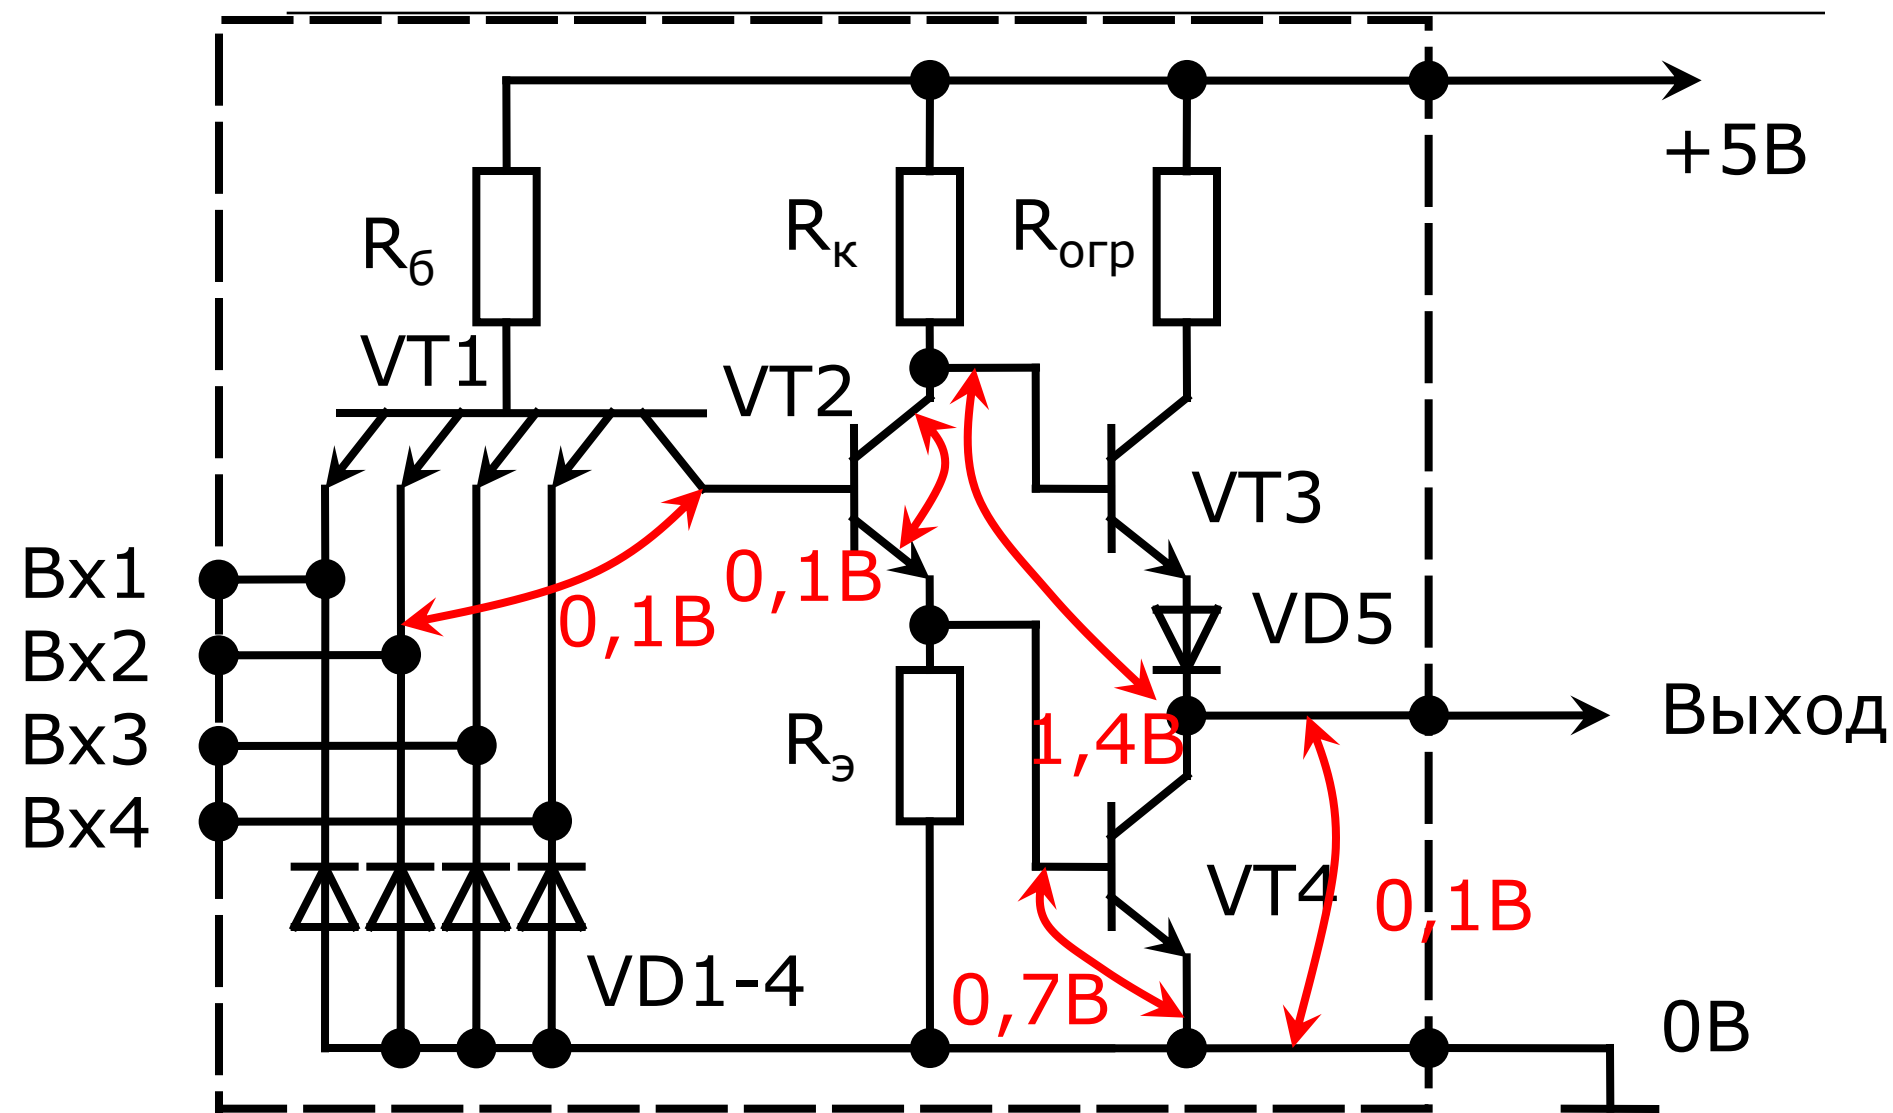 +5В
Rб
Rк
Rогр
VT1
VT2
VT3
Вх1
0,1В
0,1В
VD5
Вх2
Вх3
Rэ
1,4В
Выход
Вх4
VT4
0,1В
VD1-4
0,7В
0В